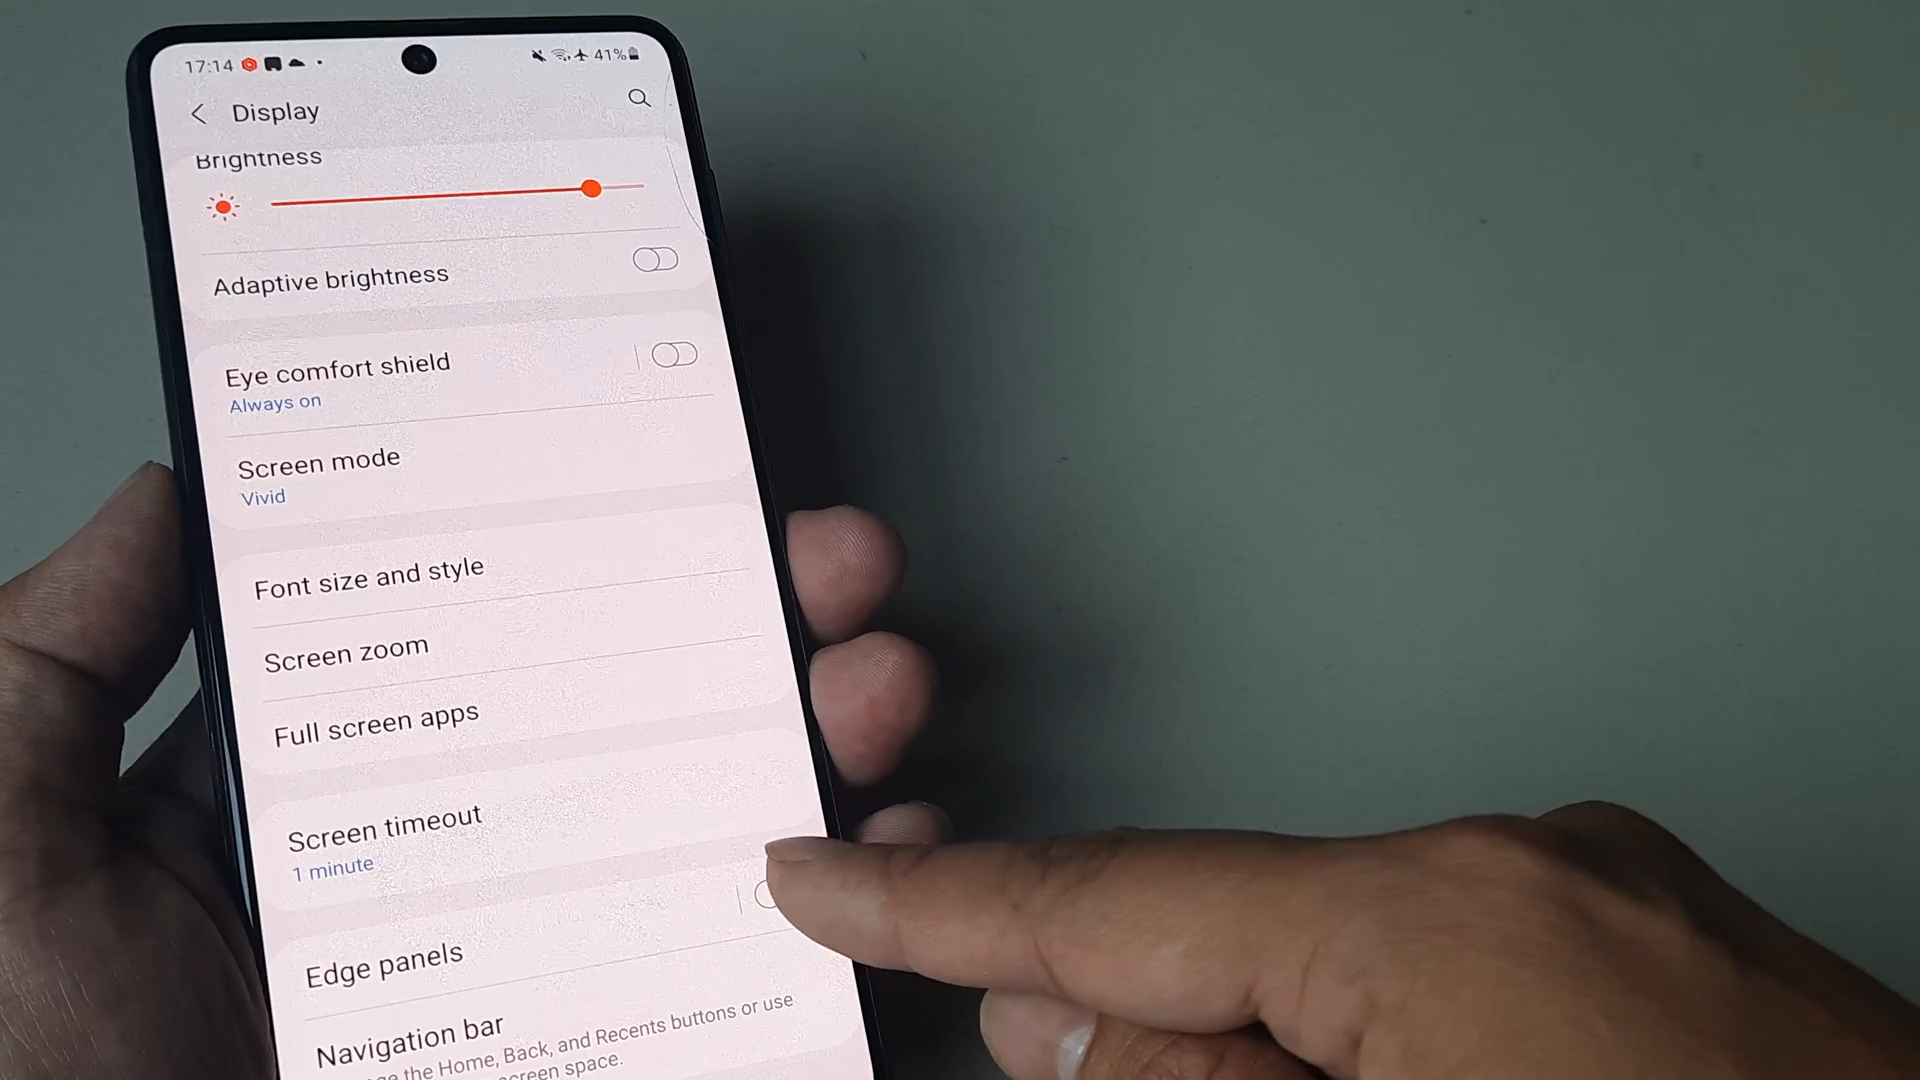 17:14 41%
Display
Brightness
Adaptive brightness
Eye comfort shield
Always on
Screen mode
Vivid
Font size and style
Screen zoom
Full screen apps
Screen timeout
1 minute
Edge panels
Navigation bar
the Home, Back, and Recents buttons or use
screen space.